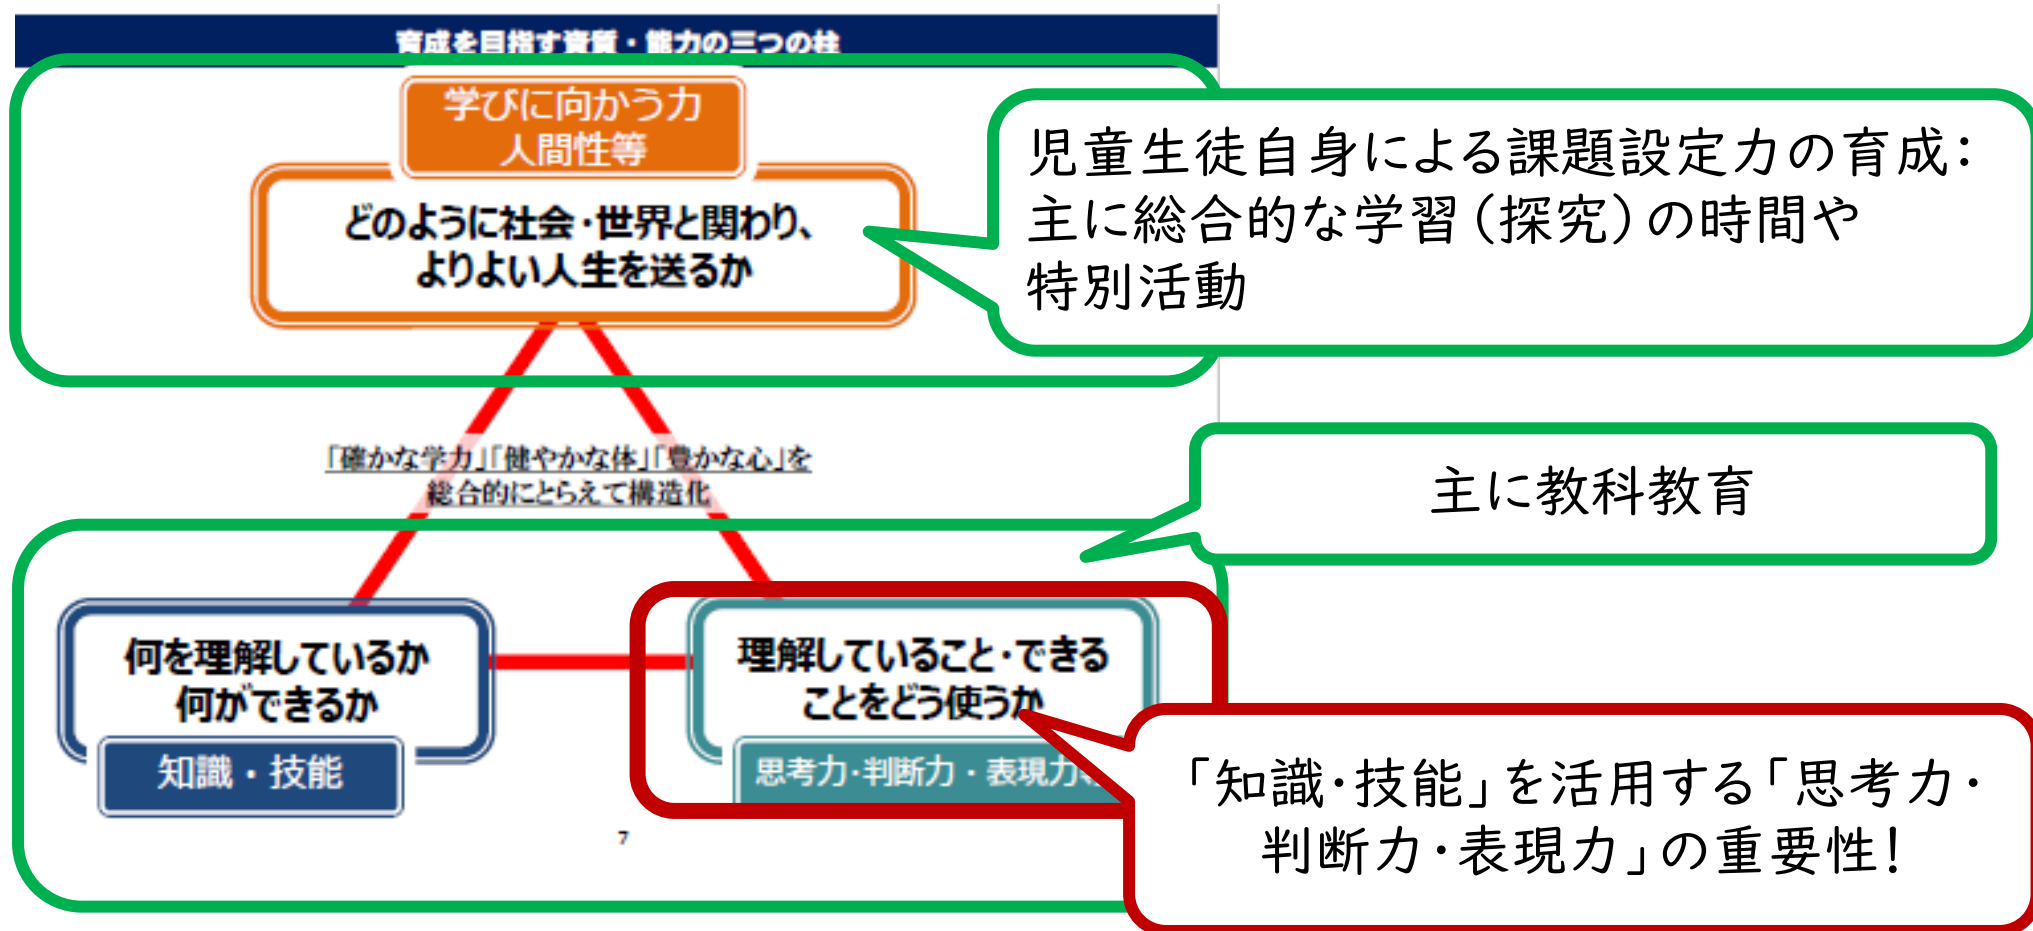 育成を目指す資質・能力の三つの柱
学びに向かう力
人間性等
どのように社会・世界と関わり、
よりよい人生を送るか
児童生徒自身による課題設定力の育成：
主に総合的な学習（探究）の時間や
特別活動
「確かな学力」「健やかな体」「豊かな心」を
総合的にとらえて構造化
主に教科教育
何を理解しているか
何ができるか
知識・技能
理解していること・できる
ことをどう使うか
思考力・判断力・表現力
「知識・技能」を活用する「思考力・
判断力・表現力」の重要性！
7